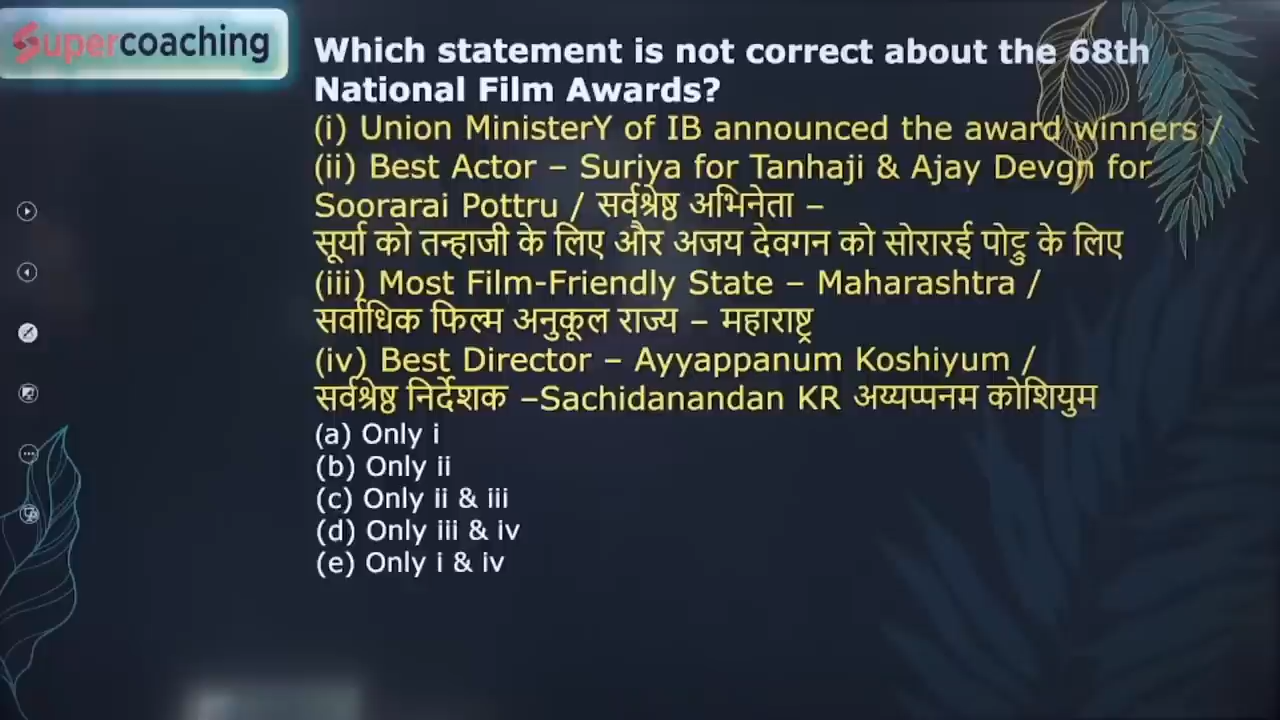 Supercoaching
Which statement is not correct about the 68th
National Film Awards?
(i) Union MinisterY of IB announced the award winners /
(ii) Best Actor – Suriya for Tanhaji & Ajay Devgn for
Soorarai Pottru / सर्वश्रेष्ठ अभिनेता –
सूर्या को तन्हाजी के लिए और अजय देवगन को सोरारई पोट्रु के लिए
(iii) Most Film-Friendly State – Maharashtra /
सर्वाधिक फिल्म अनुकूल राज्य – महाराष्ट्र
(iv) Best Director – Ayyappanum Koshiyum /
सर्वश्रेष्ठ निर्देशक –Sachidanandan KR अय्यप्पनम कोशियुम
(a) Only i
(b) Only ii
(c) Only ii & iii
(d) Only iii & iv
(e) Only i & iv